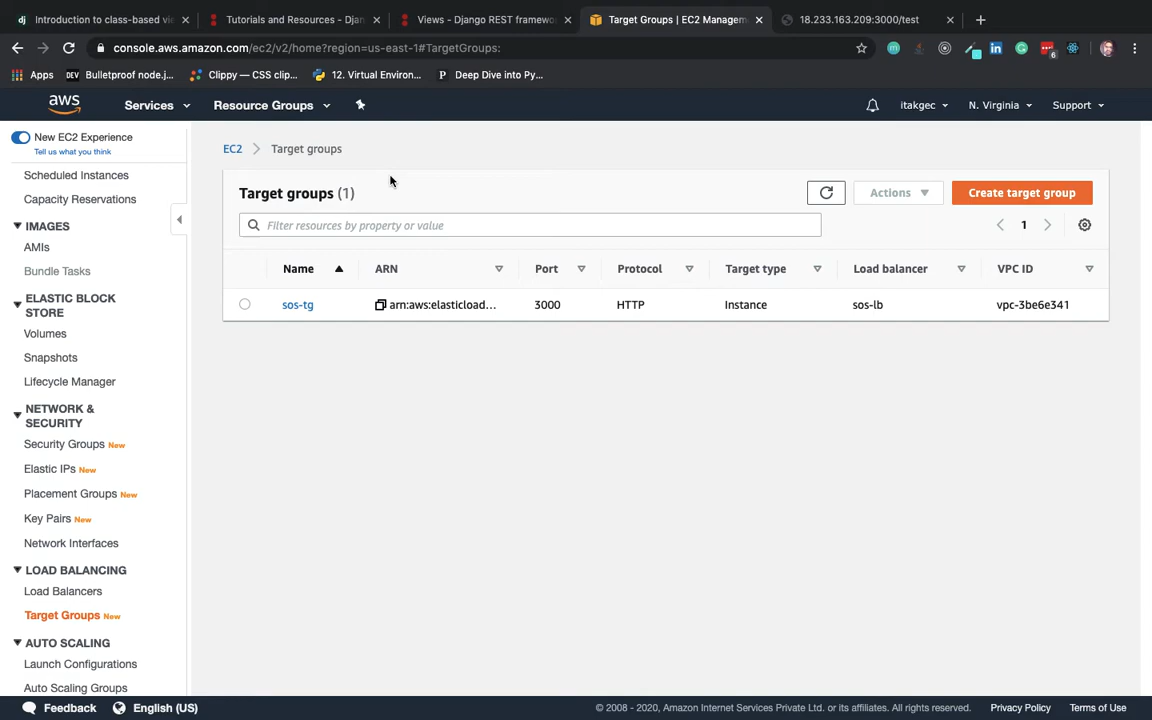 Introduction to class-based vi
Tutorials and Resources - Djan
Views - Django REST framewo
Target Groups | EC2 Managem
18.233.163.209:3000/test
console.aws.amazon.com/ec2/v2/home?region=us-east-1#TargetGroups:
6
Apps
DEV Bulletproof node.j...
Clippy — CSS clip...
12. Virtual Environ...
P Deep Dive into Py...
aws
Services
Resource Groups
itakgec
N. Virginia
Support
New EC2 Experience
Tell us what you think
Scheduled Instances
Capacity Reservations
IMAGES
AMIs
Bundle Tasks
ELASTIC BLOCK
STORE
Volumes
Snapshots
Lifecycle Manager
NETWORK &
SECURITY
Security Groups New
Elastic IPs New
Placement Groups New
Key Pairs New
Network Interfaces
LOAD BALANCING
Load Balancers
Target Groups New
AUTO SCALING
Launch Configurations
Auto Scaling Groups
EC2 > Target groups
Target groups (1)
Actions
Create target group
Filter resources by property or value
1
Name ARN Port Protocol Target type Load balancer VPC ID
sos-tg arn:aws:elasticload... 3000 HTTP Instance sos-lb vpc-3be6e341
Feedback
English (US)
© 2008 - 2020, Amazon Internet Services Private Ltd. or its affiliates. All rights reserved.
Privacy Policy
Terms of Use